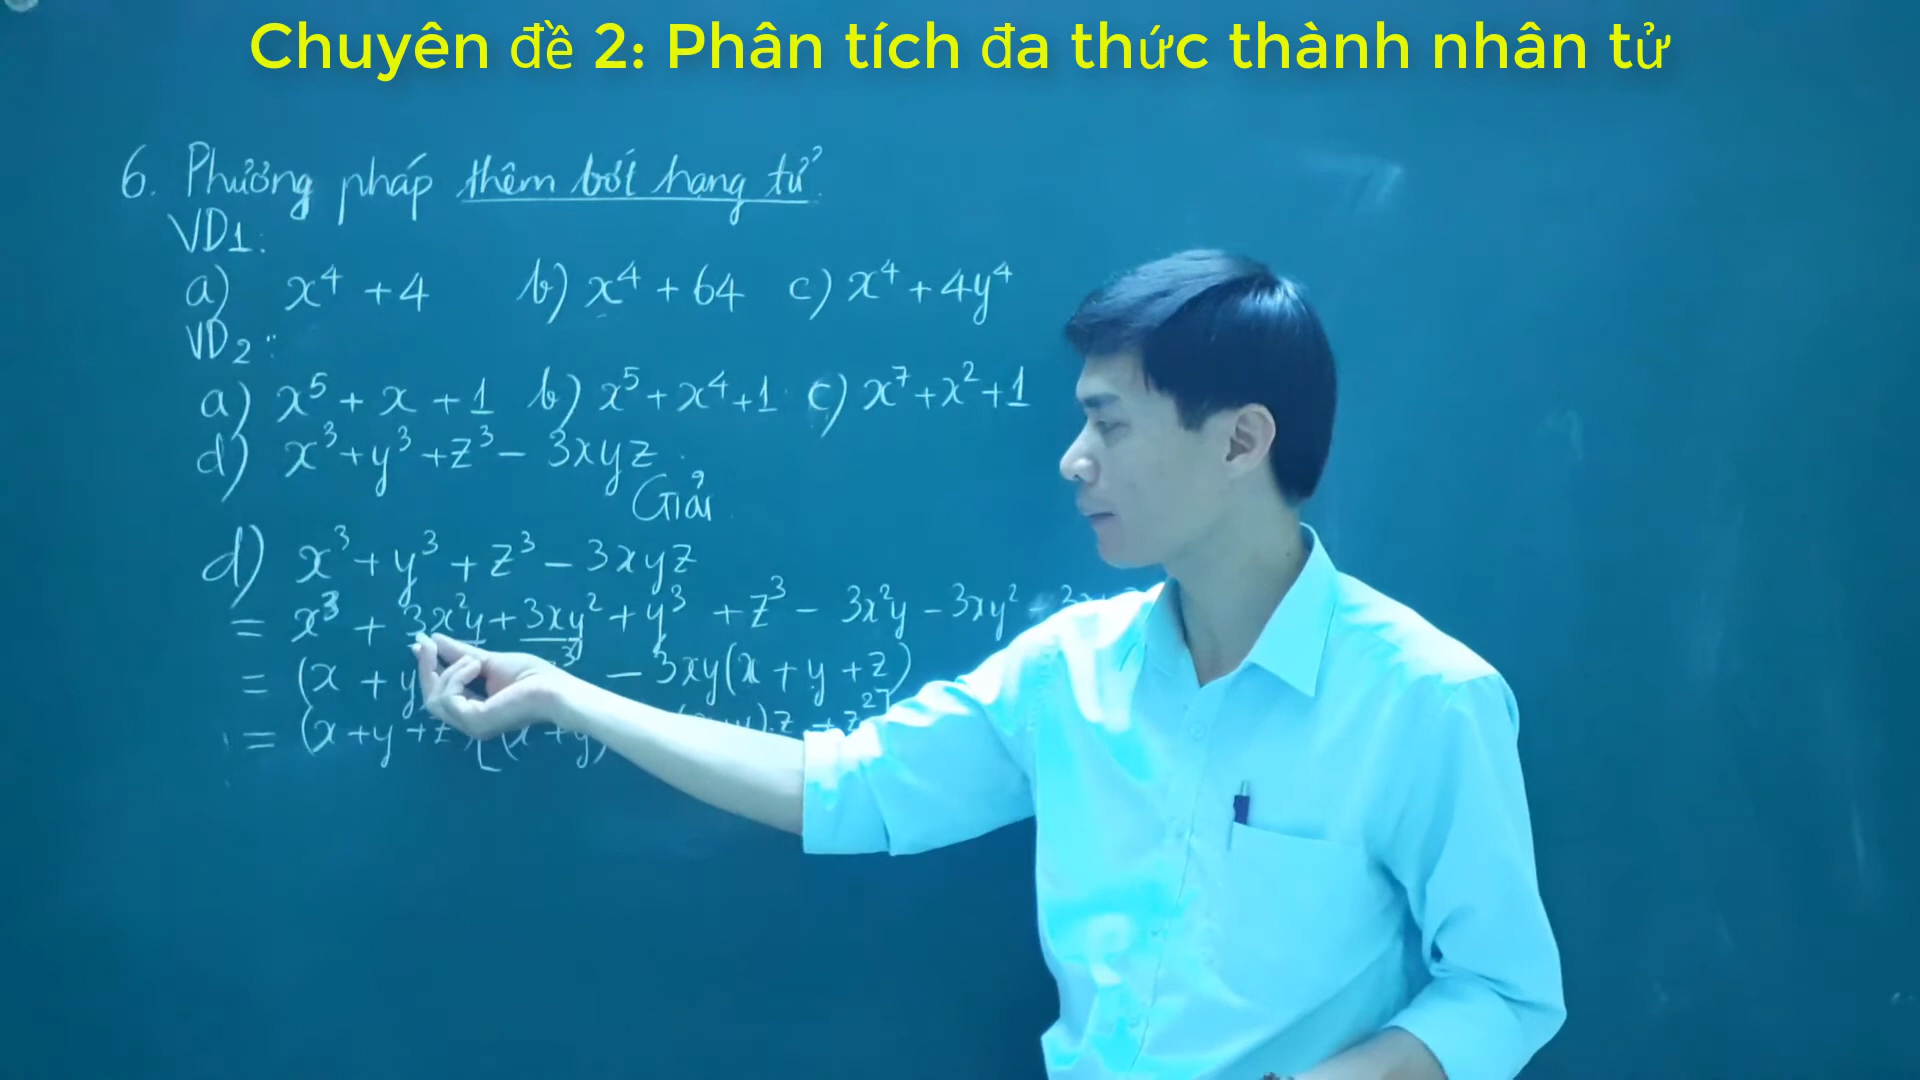 Chuyên đề 2: Phân tích đa thức thành nhân tử
6. Phương pháp thêm bớt hạng tử.
VD1:
a) x⁴ + 4 b) x⁴ + 64 c) x⁴ + 4y⁴
VD2:
a) x⁵ + x + 1 b) x⁵ + x⁴ + 1 c) x⁷ + x² + 1
d) x³ + y³ + z³ - 3xyz.
Giải
d) x³ + y³ + z³ - 3xyz
= x³ + 3x²y + 3xy² + y³ + z³ - 3x²y - 3xy² -
= (x + y - 3xy(x + y + z)
= (x + y + z) [(x + y) z + z²]